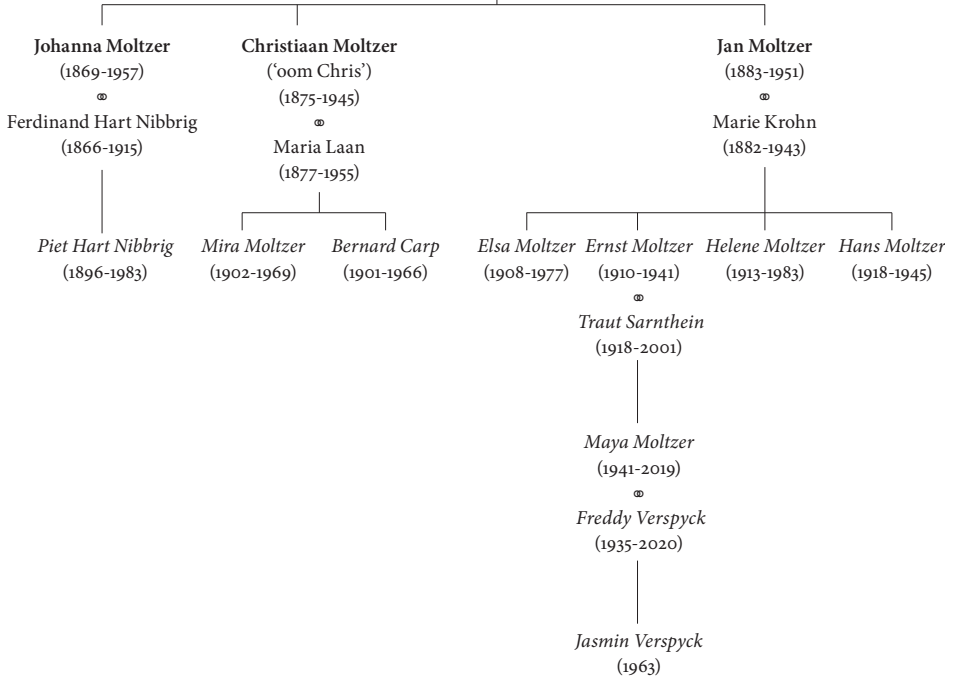 Johanna Moltzer
(1869-1957)
⚭
Ferdinand Hart Nibbrig
(1866-1915)
Christiaan Moltzer
(‘oom Chris’)
(1875-1945)
⚭
Maria Laan
(1877-1955)
Jan Moltzer
(1883-1951)
⚭
Marie Krohn
(1882-1943)
Piet Hart Nibbrig
(1896-1983)
Mira Moltzer
(1902-1969)
Bernard Carp
(1901-1966)
Elsa Moltzer
(1908-1977)
Ernst Moltzer
(1910-1941)
⚭
Traut Sarnthein
(1918-2001)
Helene Moltzer
(1913-1983)
Hans Moltzer
(1918-1945)
Maya Moltzer
(1941-2019)
⚭
Freddy Verspyck
(1935-2020)
Jasmin Verspyck
(1963)